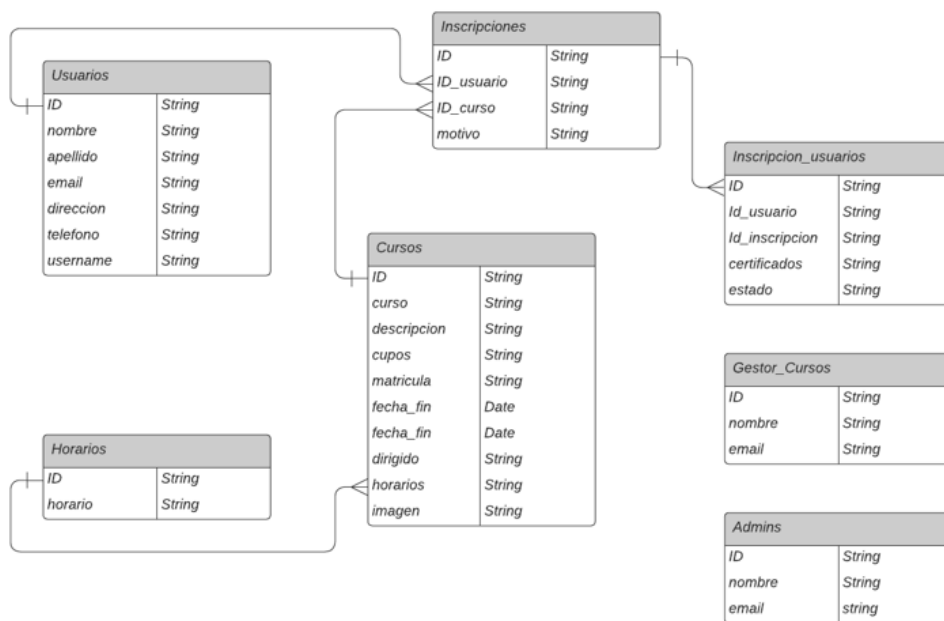 Inscripciones
ID String
ID_usuario String
ID_curso String
motivo String
Usuarios
ID String
nombre String
apellido String
email String
direccion String
telefono String
username String
Inscripcion_usuarios
ID String
Id_usuario String
Id_inscripcion String
certificados String
estado String
Cursos
ID String
curso String
descripcion String
cupos String
matricula String
fecha_fin Date
fecha_fin Date
dirigido String
horarios String
imagen String
Gestor_Cursos
ID String
nombre String
email String
Horarios
ID String
horario String
Admins
ID String
nombre String
email string